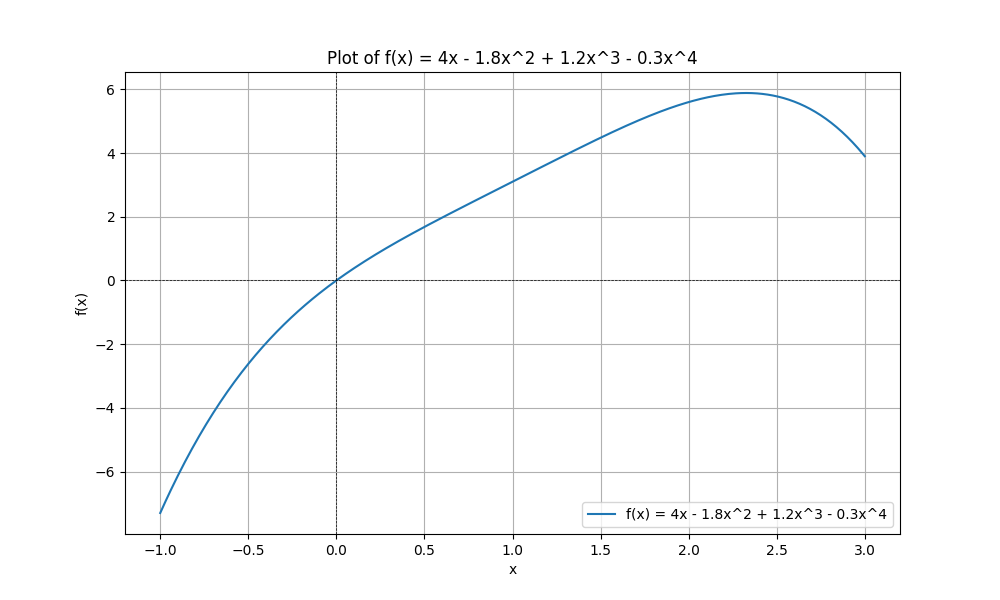 Plot of f(x) = 4x - 1.8x^2 + 1.2x^3 - 0.3x^4
6
4
2
0
−2
−4
−6
f(x)
f(x) = 4x - 1.8x^2 + 1.2x^3 - 0.3x^4
−1.0 −0.5 0.0 0.5 1.0 1.5 2.0 2.5 3.0
x